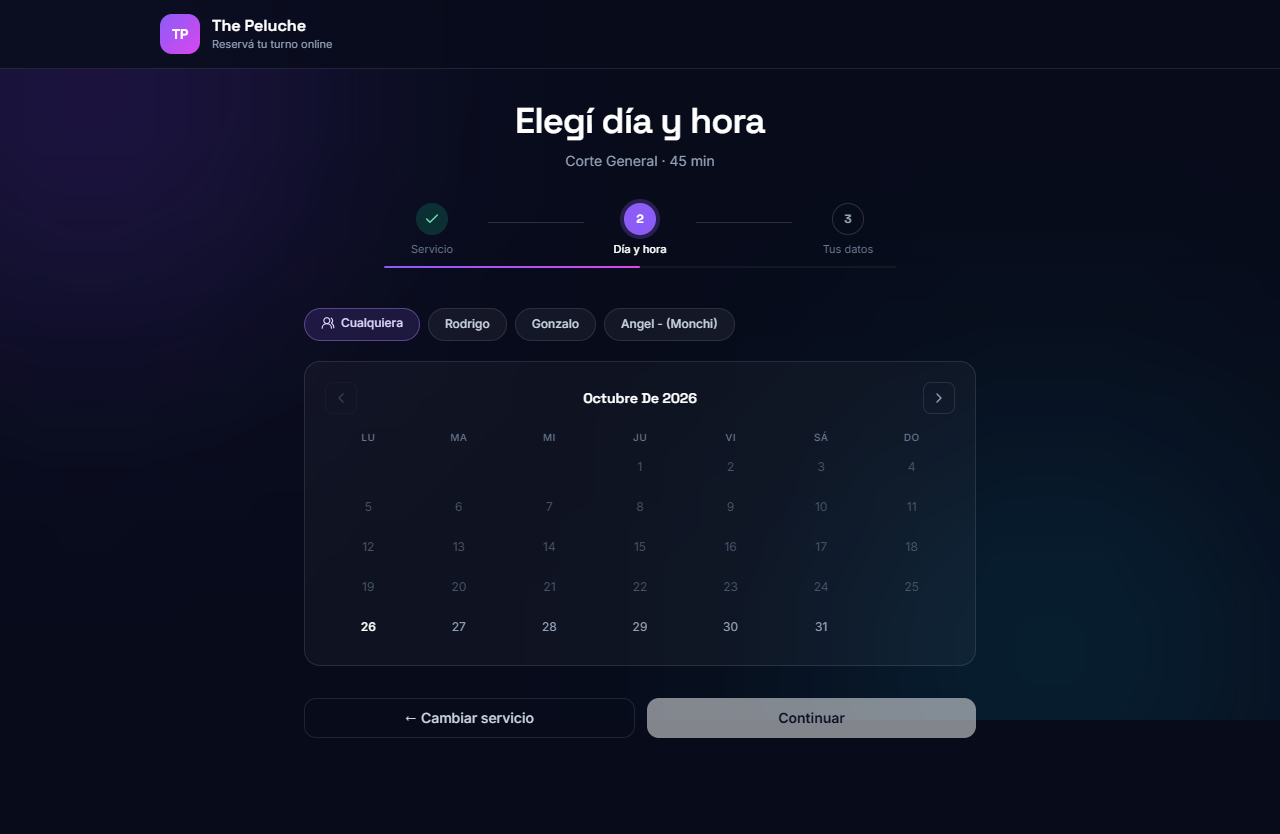 TP
The Peluche
Reservá tu turno online
Elegí día y hora
Corte General · 45 min
2
3
Servicio
Día y hora
Tus datos
Cualquiera
Rodrigo
Gonzalo
Angel - (Monchi)
Octubre De 2026
LU MA MI JU VI SÁ DO
1 2 3 4
5 6 7 8 9 10 11
12 13 14 15 16 17 18
19 20 21 22 23 24 25
26 27 28 29 30 31
← Cambiar servicio
Continuar